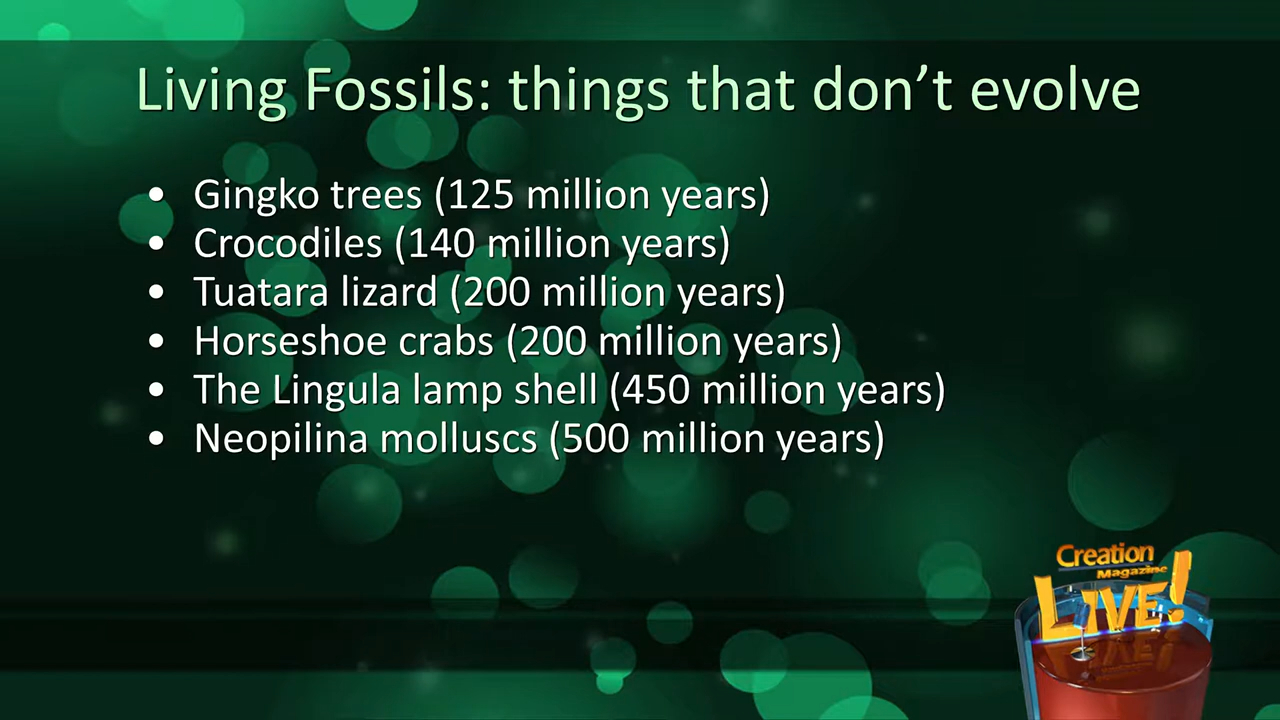 Living Fossils: things that don’t evolve
• Gingko trees (125 million years)
• Crocodiles (140 million years)
• Tuatara lizard (200 million years)
• Horseshoe crabs (200 million years)
• The Lingula lamp shell (450 million years)
• Neopilina molluscs (500 million years)
Creation
Magazine
LIVE!